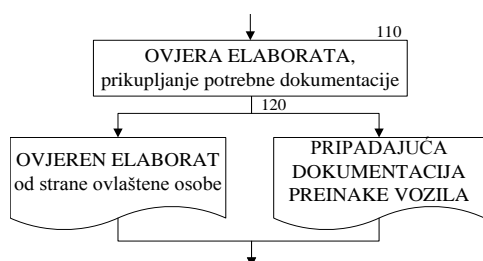 110
OVJERA ELABORATA,
prikupljanje potrebne dokumentacije
120
OVJEREN ELABORAT
od strane ovlaštene osobe
PRIPADAJUĆA
DOKUMENTACIJA
PREINAKE VOZILA